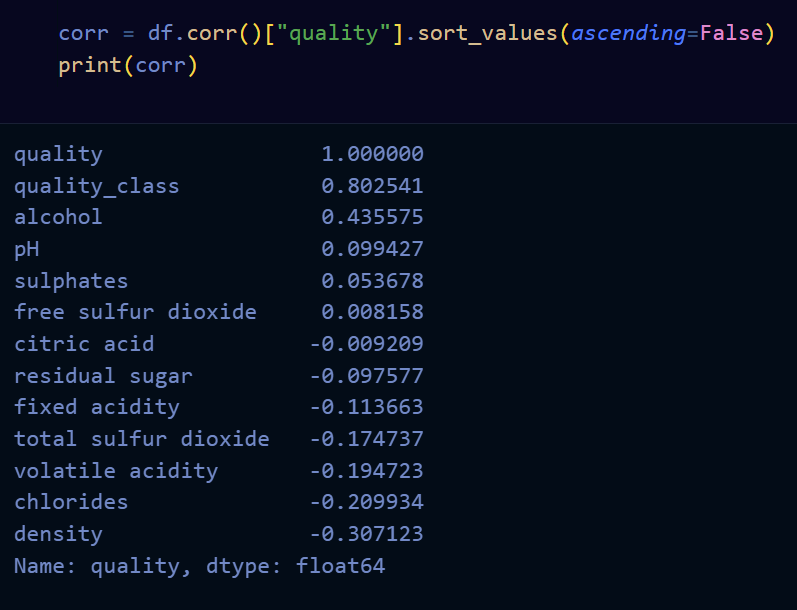 corr = df.corr()["quality"].sort_values(ascending=False)
print(corr)
quality 1.000000
quality_class 0.802541
alcohol 0.435575
pH 0.099427
sulphates 0.053678
free sulfur dioxide 0.008158
citric acid -0.009209
residual sugar -0.097577
fixed acidity -0.113663
total sulfur dioxide -0.174737
volatile acidity -0.194723
chlorides -0.209934
density -0.307123
Name: quality, dtype: float64